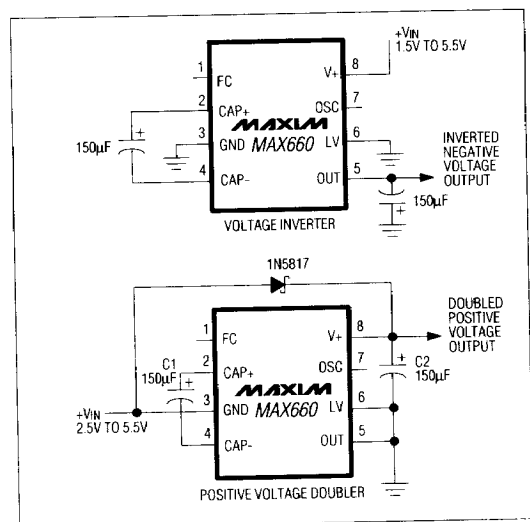 +VIN
1.5V TO 5.5V
1
FC
V+
8
2
CAP+
OSC
7
150µF
+
MAXIM
3
GND
MAX660
LV
6
4
CAP-
OUT
5
INVERTED
NEGATIVE
VOLTAGE
OUTPUT
150µF
+
VOLTAGE INVERTER
1N5817
1
FC
V+
8
DOUBLED
POSITIVE
VOLTAGE
OUTPUT
C1
150µF
+
2
CAP+
OSC
7
+
C2
150µF
MAXIM
+VIN
2.5V TO 5.5V
3
GND
MAX660
LV
6
4
CAP-
OUT
5
POSITIVE VOLTAGE DOUBLER